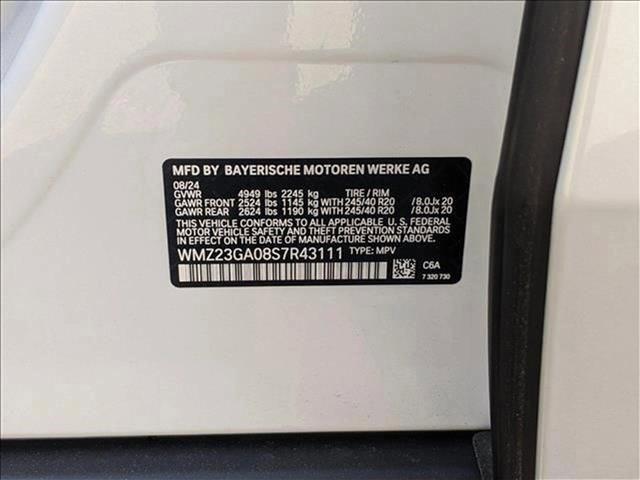 MFD BY BAYERISCHE MOTOREN WERKE AG
08/24
GVWR 4949 lbs 2245 kg TIRE / RIM
GAWR FRONT 2524 lbs 1145 kg WITH 245/40 R20 /8.0Jx 20
GAWR REAR 2624 lbs 1190 kg WITH 245/40 R20 /8.0Jx 20
THIS VEHICLE CONFORMS TO ALL APPLICABLE U.S. FEDERAL
MOTOR VEHICLE SAFETY, BUMPER AND THEFT PREVENTION
STANDARDS IN EFFECT ON THE DATE OF MANUFACTURE SHOWN ABOVE.
WMZ23GA08S7R43111 TYPE: MPV
C6A
7 320 730